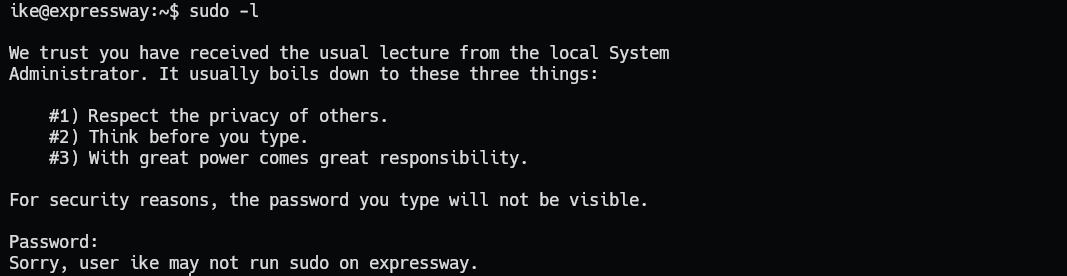 ike@expressway:~$ sudo -l
We trust you have received the usual lecture from the local System
Administrator. It usually boils down to these three things:
#1) Respect the privacy of others.
#2) Think before you type.
#3) With great power comes great responsibility.
For security reasons, the password you type will not be visible.
Password:
Sorry, user ike may not run sudo on expressway.